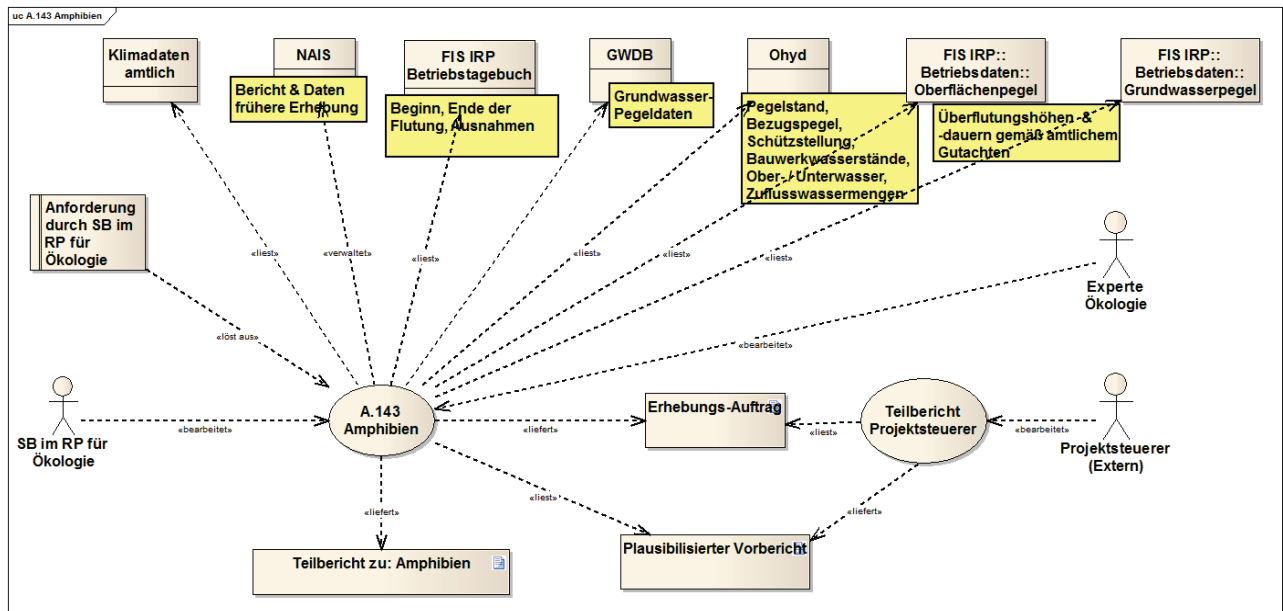 uc A.143 Amphibien
Klimadaten
amtlich
NAIS
Bericht & Daten
frühere Erhebung
FIS IRP
Betriebstagebuch
Beginn, Ende der
Flutung, Ausnahmen
GWDB
Grundwasser-
Pegeldaten
Ohyd
Pegelstand,
Bezugspegel,
Schützstellung,
Bauwerkwasserstände,
Ober- / Unterwasser,
Zuflusswassermengen
FIS IRP::
Betriebsdaten::
Oberflächenpegel
Überflutungshöhen -&
-dauern gemäß amtlichem
Gutachten
FIS IRP::
Betriebsdaten::
Grundwasserpegel
Anforderung
durch SB im
RP für
Ökologie
«liest»
«verwaltet»
«liest»
«liest»
«liest»
«liest»
«liest»
Experte
Ökologie
«löst aus»
«bearbeitet»
SB im RP für
Ökologie
«bearbeitet»
A.143
Amphibien
«liefert»
Erhebungs-Auftrag
«liest»
Teilbericht
Projektsteuerer
«bearbeitet»
Projektsteuerer
(Extern)
«liefert»
«liest»
«liefert»
Teilbericht zu: Amphibien
Plausibilisierter Vorbericht